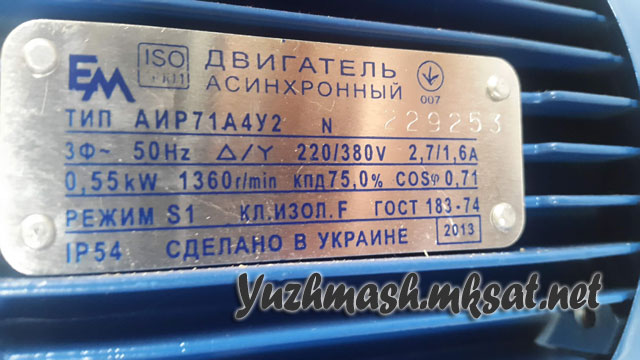 ЕМ ISO ДВИГАТЕЛЬ
АСИНХРОННЫЙ 007
ТИП АИР71А4У2 N 229253
3Ф~ 50Hz Δ/Y 220/380V 2,7/1,6A
0,55kW 1360r/min кпд75,0% COSφ 0,71
РЕЖИМ S1 КЛ.ИЗОЛ.F ГОСТ 183-74
IP54 СДЕЛАНО В УКРАИНЕ 2013
Yuzhmash.mksat.net